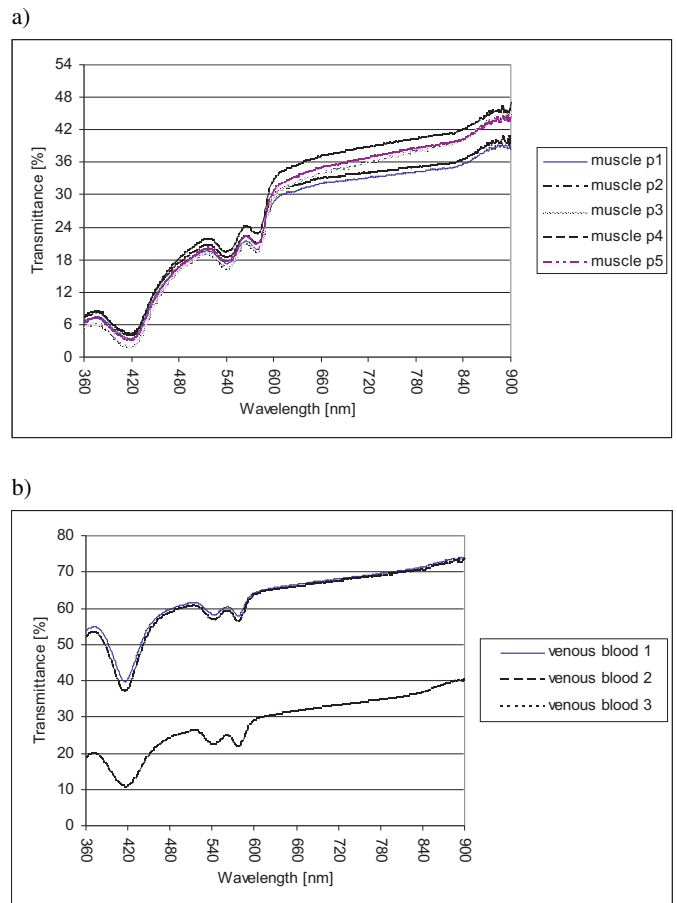 a)
54
48
42
36
30
24
18
12
6
0
Transmittance [%]
360
420
480
540
600
660
720
780
840
900
Wavelength [nm]
muscle p1
muscle p2
muscle p3
muscle p4
muscle p5
b)
80
70
60
50
40
30
20
10
0
Transmittance [%]
360
420
480
540
600
660
720
780
840
900
Wavelength [nm]
venous blood 1
venous blood 2
venous blood 3